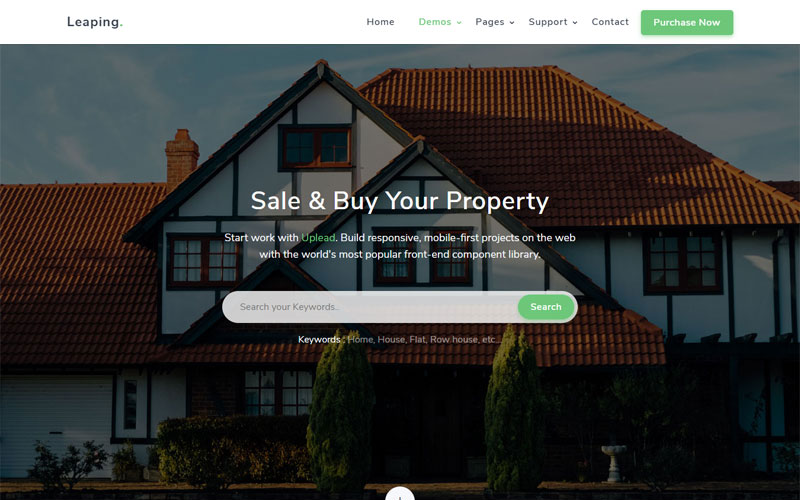 Leaping.
Home Demos Pages Support Contact Purchase Now
Sale & Buy Your Property
Start work with Uplead. Build responsive, mobile-first projects on the web
with the world's most popular front-end component library.
Search your Keywords.. Search
Keywords : Home, House, Flat, Row house, etc...